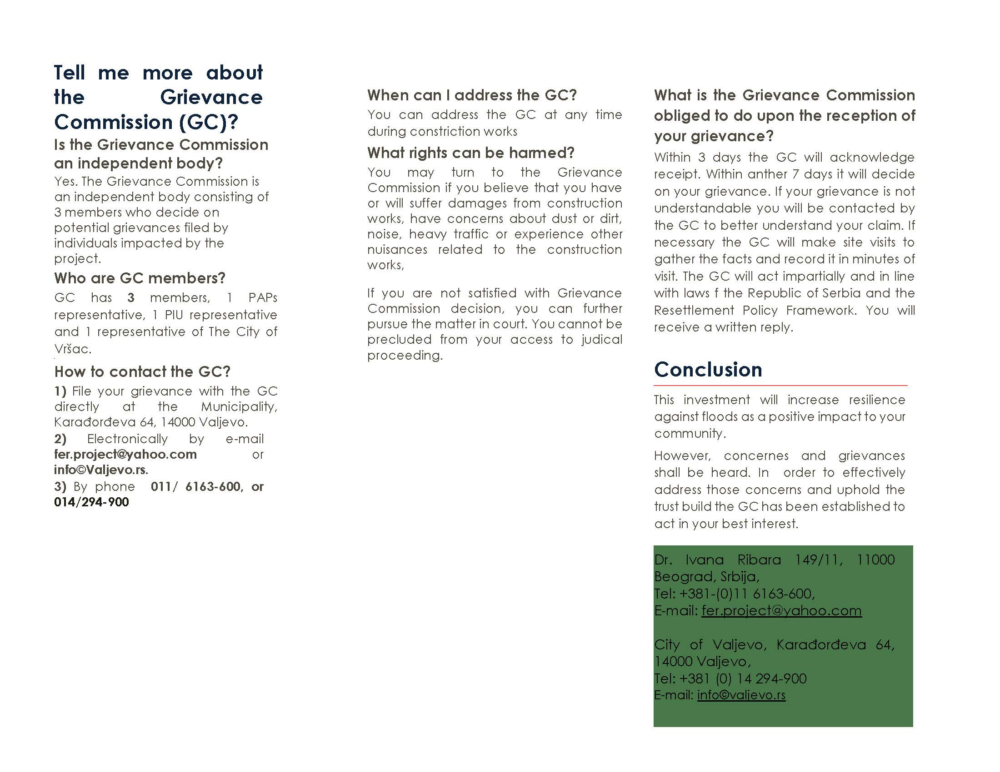 Tell me more about
the Grievance
Commission (GC)?
Is the Grievance Commission
an independent body?
Yes. The Grievance Commission is
an independent body consisting of
3 members who decide on
potential grievances filed by
individuals impacted by the
project.
Who are GC members?
GC has 3 members, 1 PAPs
representative, 1 PIU representative
and 1 representative of The City of
Vršac.
How to contact the GC?
1) File your grievance with the GC
directly at the Municipality,
Karađorđeva 64, 14000 Valjevo.
2) Electronically by e-mail
fer.project@yahoo.com or
info©Valjevo.rs.
3) By phone 011/ 6163-600, or
014/294-900
When can I address the GC?
You can address the GC at any time
during constriction works
What rights can be harmed?
You may turn to the Grievance
Commission if you believe that you have
or will suffer damages from construction
works, have concerns about dust or dirt,
noise, heavy traffic or experience other
nuisances related to the construction
works,
If you are not satisfied with Grievance
Commission decision, you can further
pursue the matter in court. You cannot be
precluded from your access to judical
proceeding.
What is the Grievance Commission
obliged to do upon the reception of
your grievance?
Within 3 days the GC will acknowledge
receipt. Within anther 7 days it will decide
on your grievance. If your grievance is not
understandable you will be contacted by
the GC to better understand your claim. If
necessary the GC will make site visits to
gather the facts and record it in minutes of
visit. The GC will act impartially and in line
with laws f the Republic of Serbia and the
Resettlement Policy Framework. You will
receive a written reply.
Conclusion
This investment will increase resilience
against floods as a positive impact to your
community.
However, concernes and grievances
shall be heard. In order to effectively
address those concerns and uphold the
trust build the GC has been established to
act in your best interest.
Dr. Ivana Ribara 149/11, 11000
Beograd, Srbija,
Tel: +381-(0)11 6163-600,
E-mail: fer.project@yahoo.com
City of Valjevo, Karađorđeva 64,
14000 Valjevo,
Tel: +381 (0) 14 294-900
E-mail: info©valjevo.rs